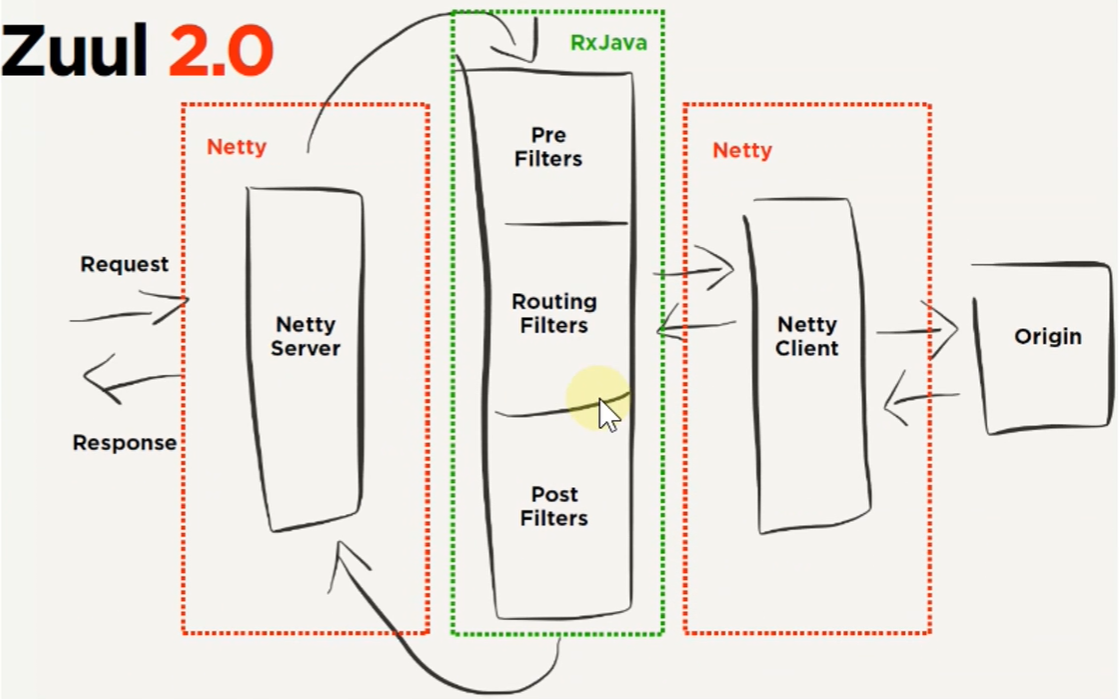 Zuul 2.0
RxJava
Netty
Netty
Pre
Filters
Request
Routing
Filters
Netty
Server
Netty
Client
Origin
Response
Post
Filters